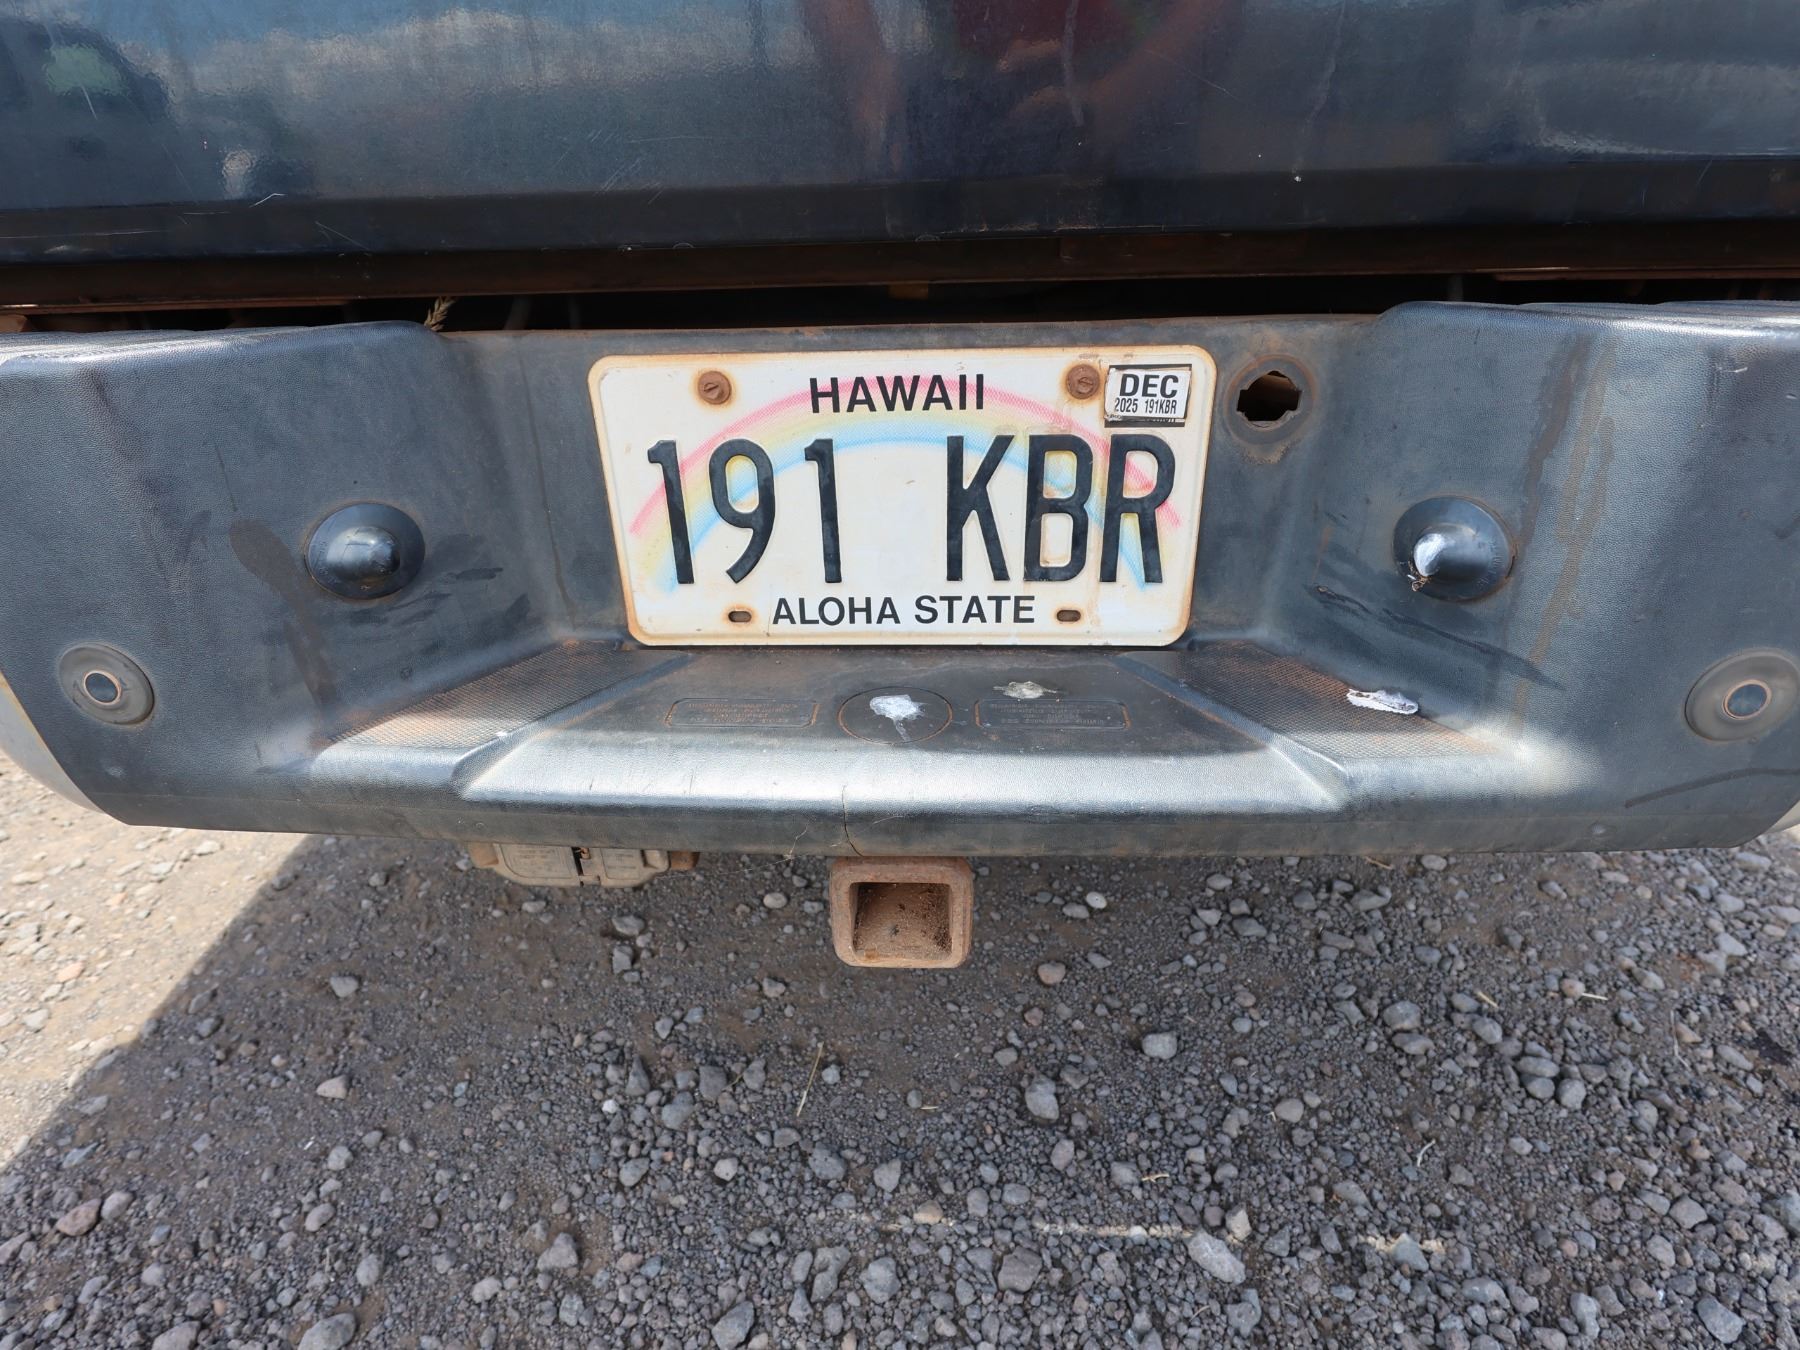 HAWAII
DEC
2025 191KBR
191 KBR
ALOHA STATE